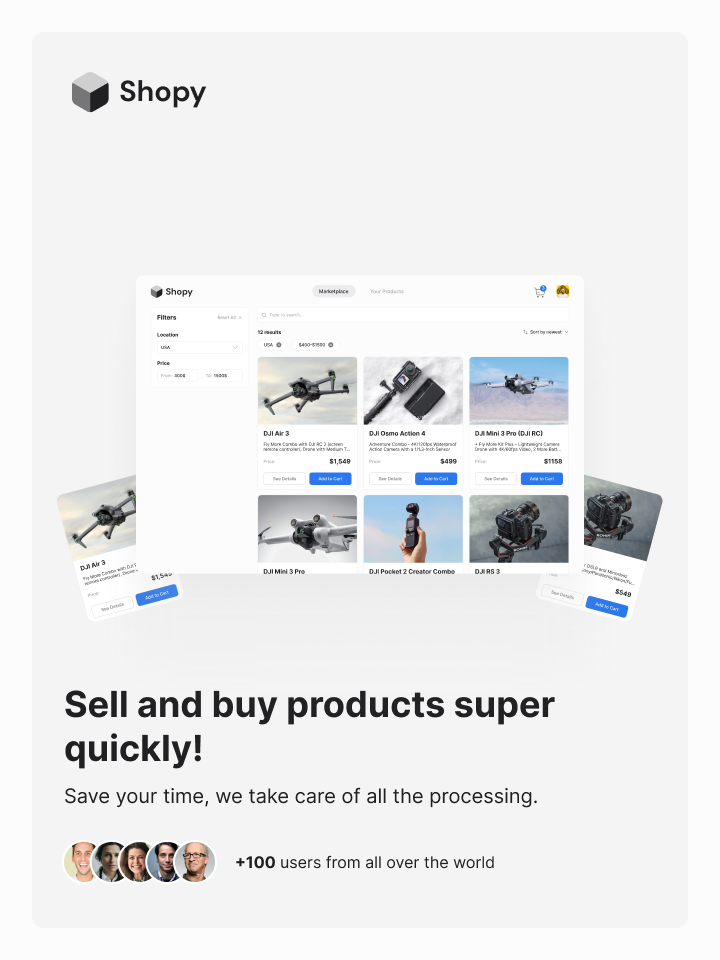 Shopy
Shopy
Marketplace
Your Products
2
Filters
Reset All ×
Type to search...
Location
USA
Price
From: 400$
To: 1500$
12 results
Sort by newest
USA
$400-$1500
DJI Air 3
Fly More Combo with DJI RC 2 (screen
remote controller), Drone with Medium T...
Price:
$1,549
See Details
Add to Cart
DJI Osmo Action 4
Adventure Combo - 4K/120fps Waterproof
Action Camera with a 1/1.3-Inch Sensor
Price:
$499
See Details
Add to Cart
DJI Mini 3 Pro (DJI RC)
+ Fly More Kit Plus - Lightweight Camera
Drone with 4K/60fps Video, 2 More Batt...
Price:
$1158
See Details
Add to Cart
DJI Mini 3 Pro
DJI Pocket 2 Creator Combo
DJI RS 3
DJI Air 3
Fly More Combo with DJI
remote controller), Drone
Price:
$1,549
See Details
Add to Cart
DSLR and Mirrorless
$549
See Details
Add to Cart
Sell and buy products super
quickly!
Save your time, we take care of all the processing.
+100 users from all over the world